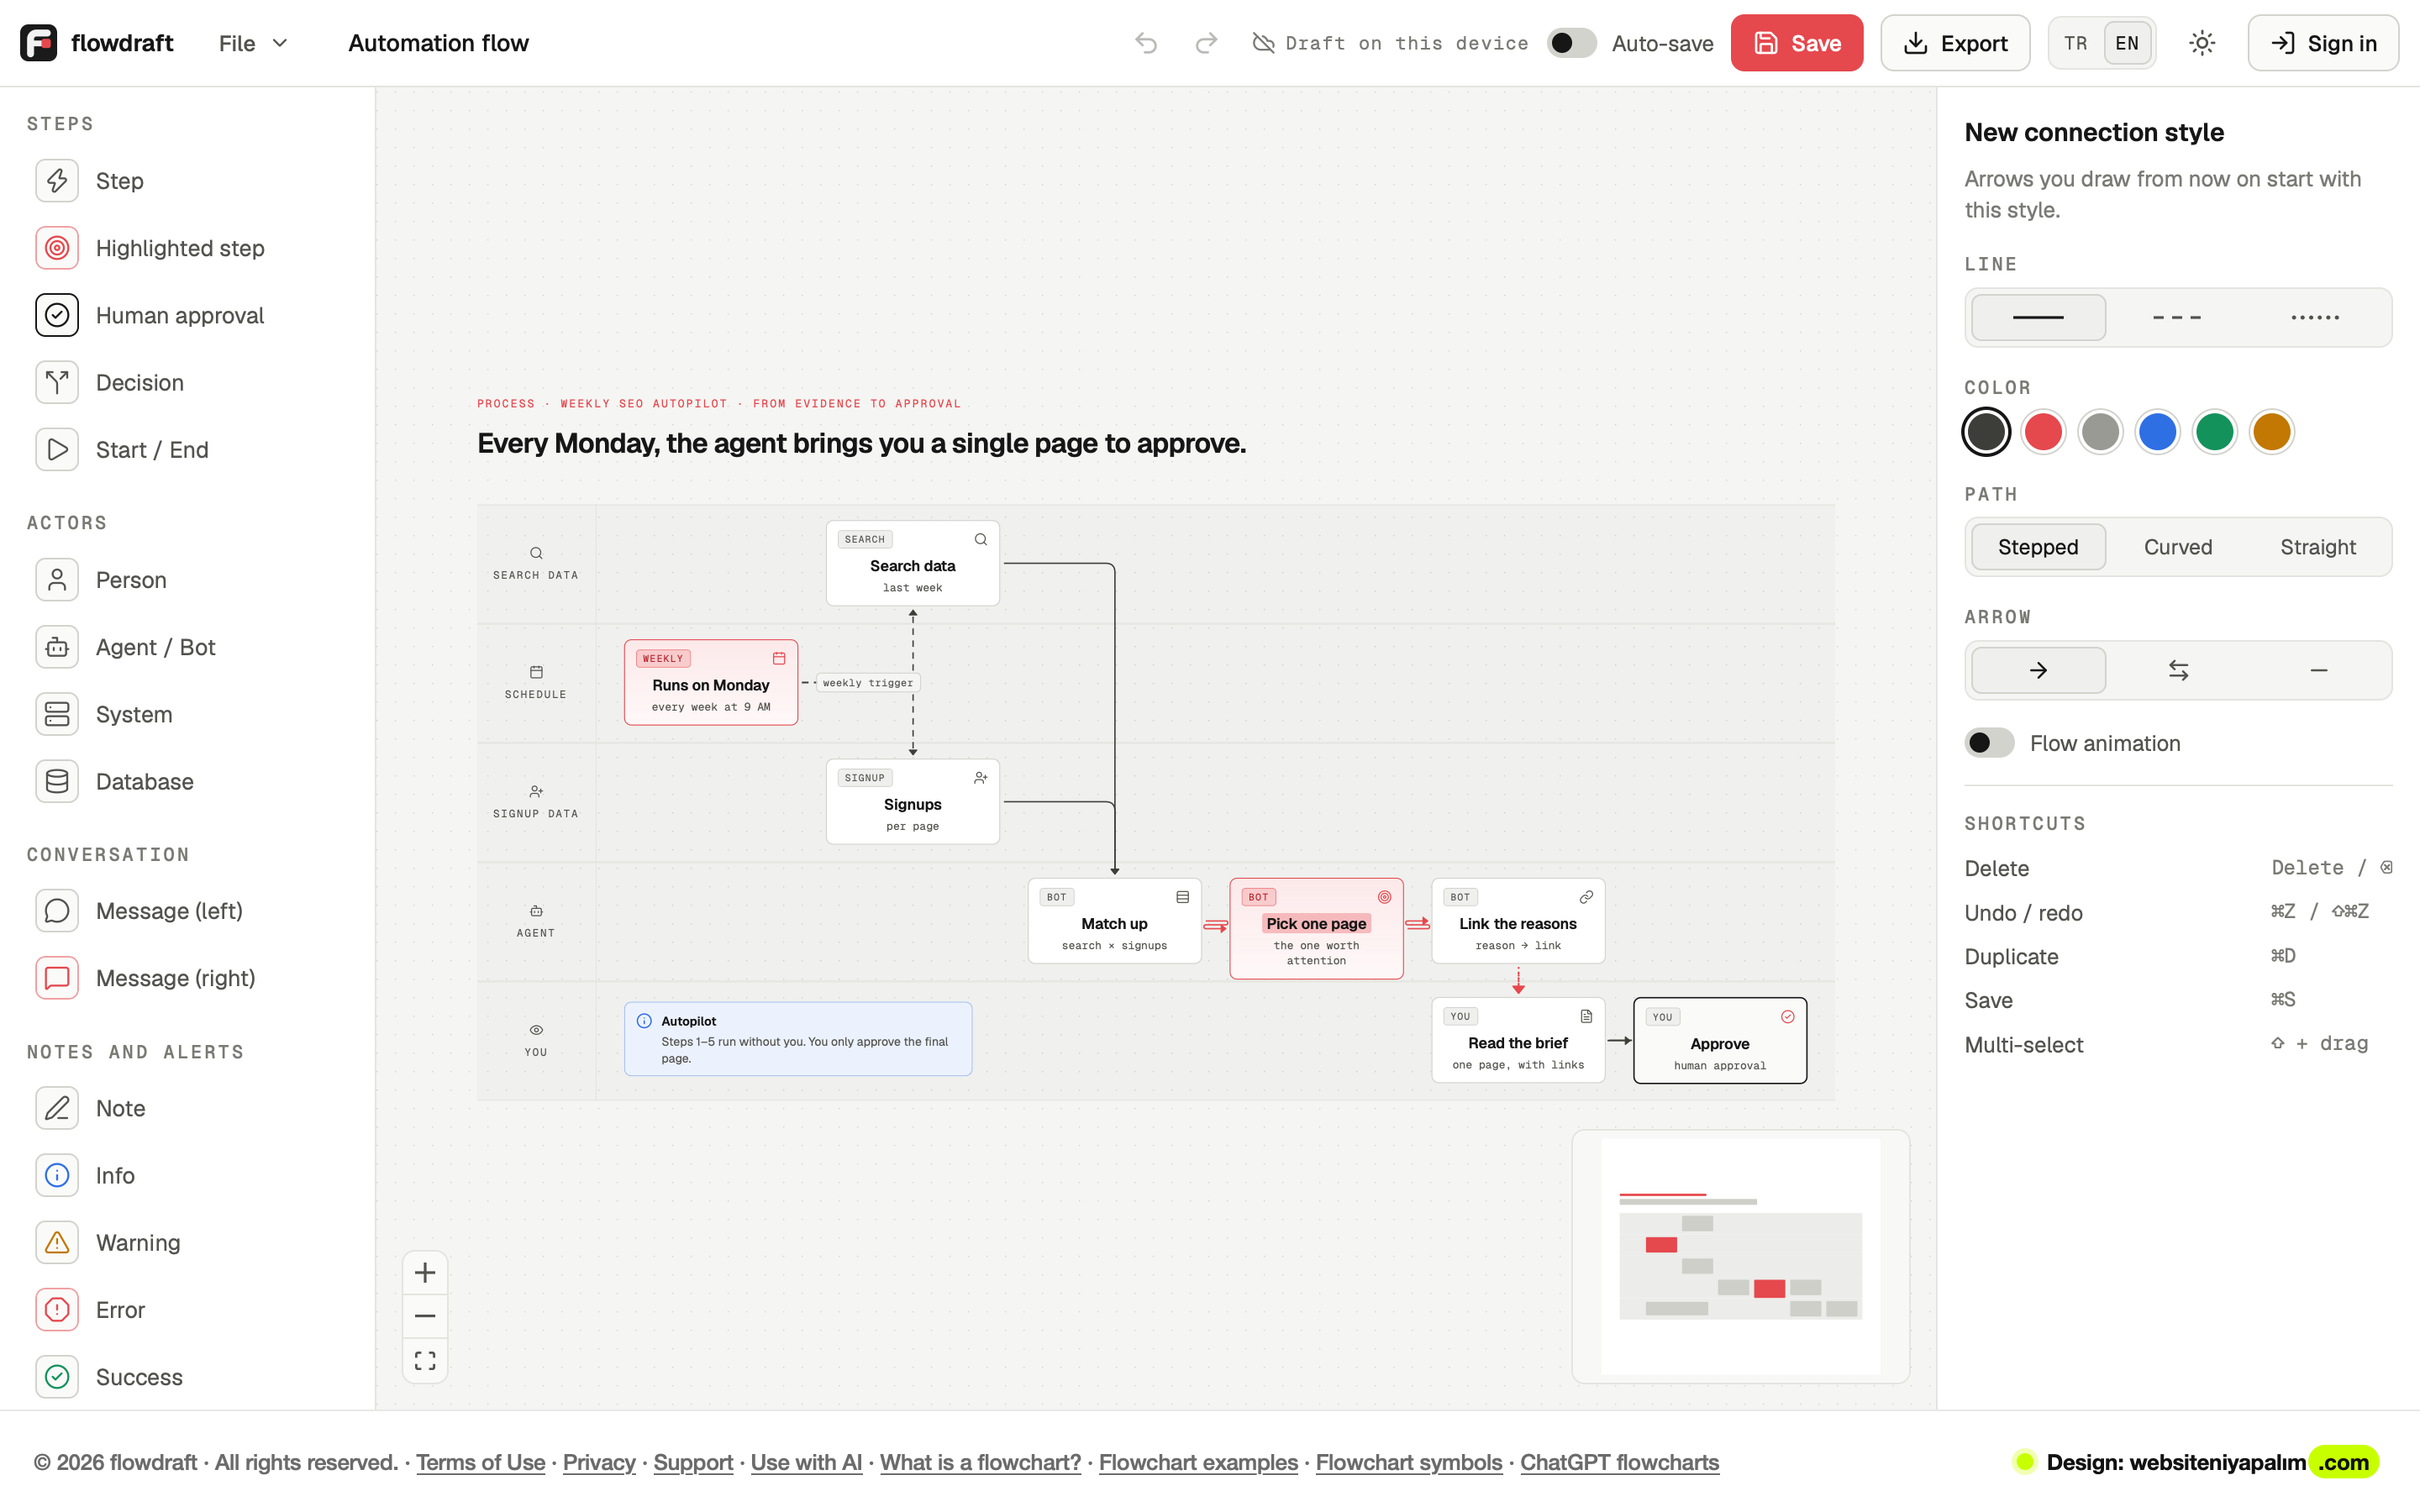 flowdraft
File
Automation flow
Draft on this device
Auto-save
Save
Export
TR
EN
Sign in
STEPS
Step
Highlighted step
Human approval
Decision
Start / End
ACTORS
Person
Agent / Bot
System
Database
CONVERSATION
Message (left)
Message (right)
NOTES AND ALERTS
Note
Info
Warning
Error
Success
PROCESS · WEEKLY SEO AUTOPILOT · FROM EVIDENCE TO APPROVAL
Every Monday, the agent brings you a single page to approve.
SEARCH DATA
SEARCH
Search data
last week
SCHEDULE
WEEKLY
Runs on Monday
every week at 9 AM
weekly trigger
SIGNUP DATA
SIGNUP
Signups
per page
AGENT
BOT
Match up
search × signups
BOT
Pick one page
the one worth
attention
BOT
Link the reasons
reason → link
YOU
Autopilot
Steps 1–5 run without you. You only approve the final
page.
YOU
Read the brief
one page, with links
YOU
Approve
human approval
New connection style
Arrows you draw from now on start with
this style.
LINE
COLOR
PATH
Stepped
Curved
Straight
ARROW
Flow animation
SHORTCUTS
Delete
Delete / ⌫
Undo / redo
⌘Z / ⇧⌘Z
Duplicate
⌘D
Save
⌘S
Multi-select
⇧ + drag
© 2026 flowdraft · All rights reserved. · Terms of Use · Privacy · Support · Use with AI · What is a flowchart? · Flowchart examples · Flowchart symbols · ChatGPT flowcharts
Design: websiteniyapalım.com